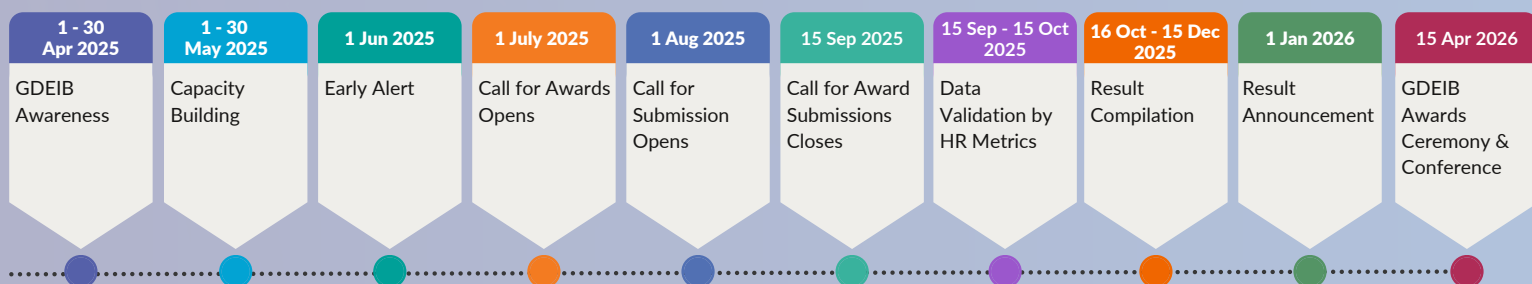 1 - 30
Apr 2025
GDEIB
Awareness
1 - 30
May 2025
Capacity
Building
1 Jun 2025
Early Alert
1 July 2025
Call for Awards
Opens
1 Aug 2025
Call for
Submission
Opens
15 Sep 2025
Call for Award
Submissions
Closes
15 Sep - 15 Oct
2025
Data
Validation by
HR Metrics
16 Oct - 15 Dec
2025
Result
Compilation
1 Jan 2026
Result
Announcement
15 Apr 2026
GDEIB
Awards
Ceremony &
Conference